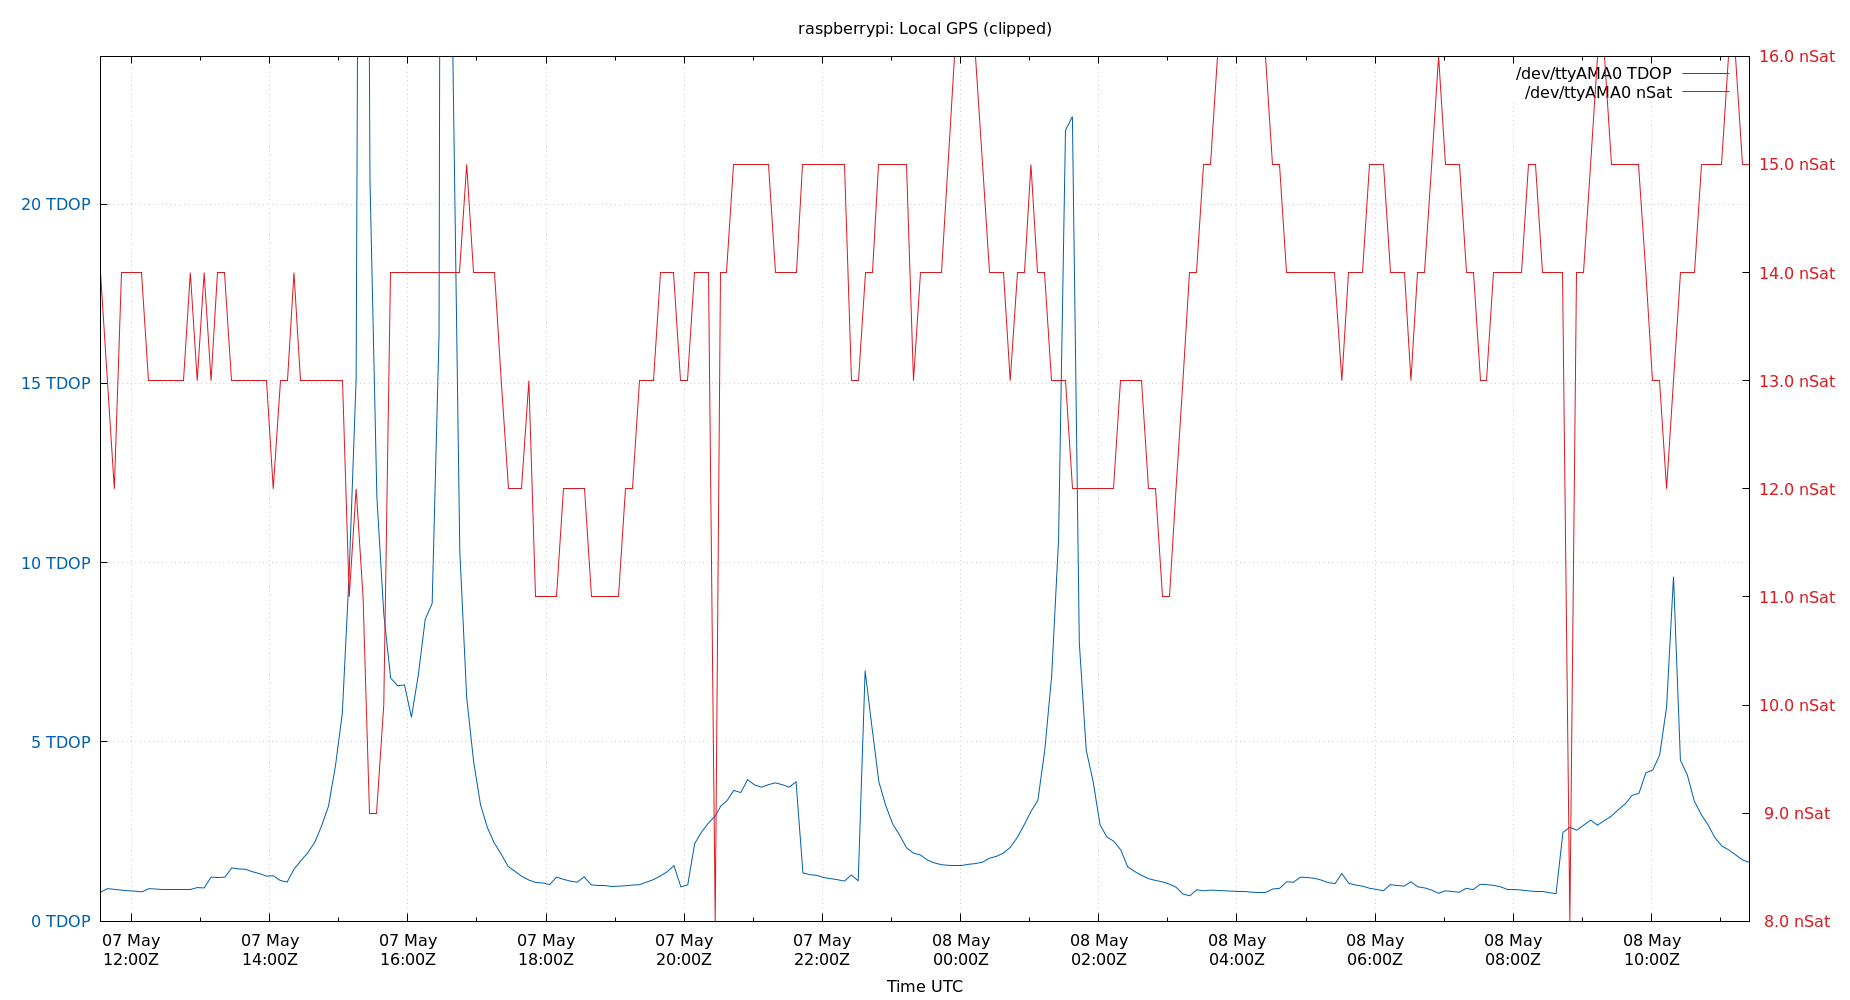 raspberrypi: Local GPS (clipped)
/dev/ttyAMA0 TDOP
/dev/ttyAMA0 nSat
20 TDOP
15 TDOP
10 TDOP
5 TDOP
0 TDOP
16.0 nSat
15.0 nSat
14.0 nSat
13.0 nSat
12.0 nSat
11.0 nSat
10.0 nSat
9.0 nSat
8.0 nSat
07 May
12:00Z
07 May
14:00Z
07 May
16:00Z
07 May
18:00Z
07 May
20:00Z
07 May
22:00Z
08 May
00:00Z
08 May
02:00Z
08 May
04:00Z
08 May
06:00Z
08 May
08:00Z
08 May
10:00Z
Time UTC